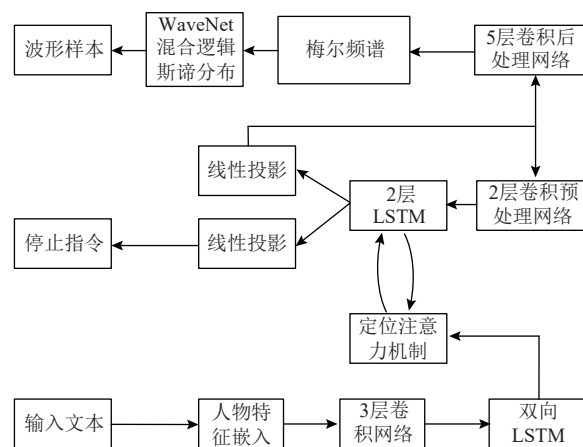 波形样本
WaveNet
混合逻辑
斯谛分布
梅尔频谱
5层卷积后
处理网络
线性投影
2层
LSTM
2层卷积预
处理网络
停止指令
线性投影
定位注意
力机制
输入文本
人物特
征嵌入
3层卷
积网络
双向
LSTM